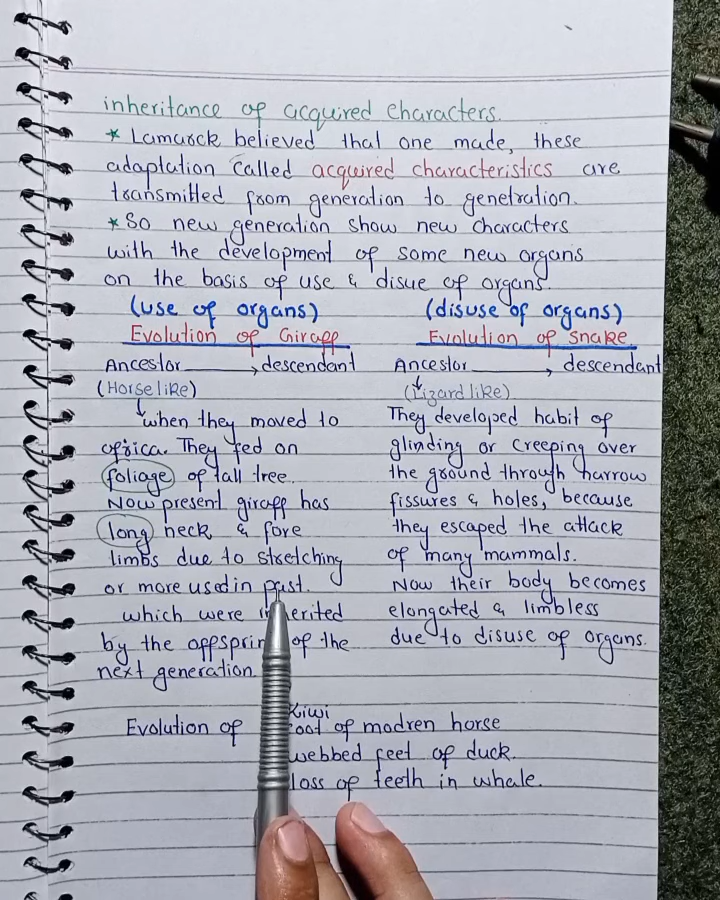 inheritance of acquired characters.
* Lamarck believed that one made, these
adaptation called acquired characteristics are
transmitted from generation to genetration.
* So new generation show new characters
with the development of some new organs
on the basis of use & disue of organs.
(use of organs)
Evolution of Giraff
Ancestor → descendant
(Horselike)
when they moved to
africa. They fed on
foliage of tall tree.
Now present giraff has
long neck & fore
limbs due to stretching
or more used in past.
which were inherited
by the offspring of the
next generation
(disuse of organs)
Evolution of snake
Ancestor → descendant
(Lizard like)
They developed habit of
glinding or creeping over
the ground through narrow
fissures & holes, because
they escaped the attack
of many mammals.
Now their body becomes
elongated & limbless
due to disuse of organs.
Kiwi
Evolution of of modren horse
webbed feet of duck.
loss of teeth in whale.